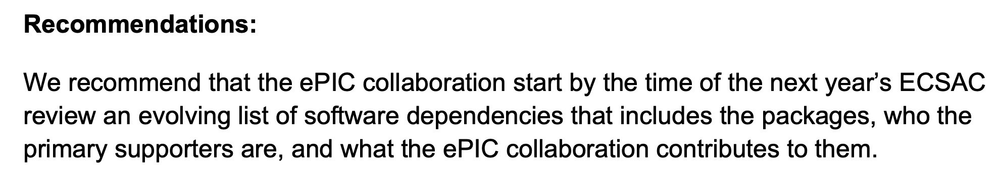 Recommendations:
We recommend that the ePIC collaboration start by the time of the next year’s ECSAC
review an evolving list of software dependencies that includes the packages, who the
primary supporters are, and what the ePIC collaboration contributes to them.